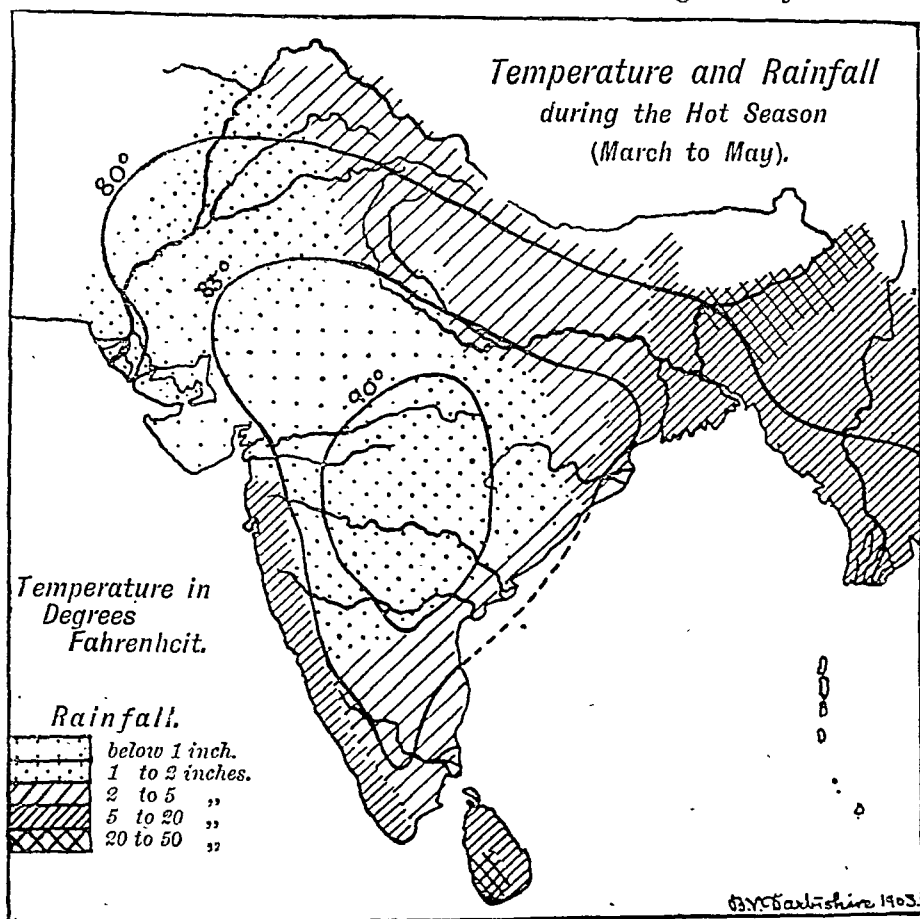 Temperature and Rainfall
during the Hot Season
(March to May).
80°
85°
90°
Temperature in
Degrees
Fahrenheit.
Rainfall.
below 1 inch.
1 to 2 inches.
2 to 5 „
5 to 20 „
20 to 50 „
B.V. Darbishire 1903.